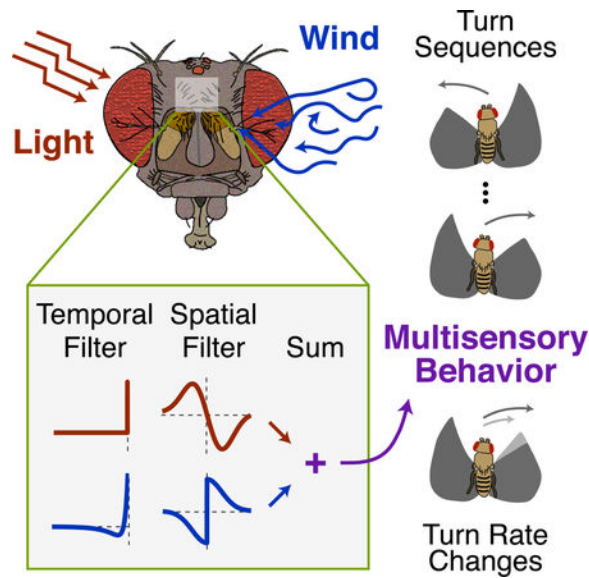 Wind
Turn
Sequences
Light
Temporal
Filter
Spatial
Filter
Sum
+
Multisensory
Behavior
Turn Rate
Changes